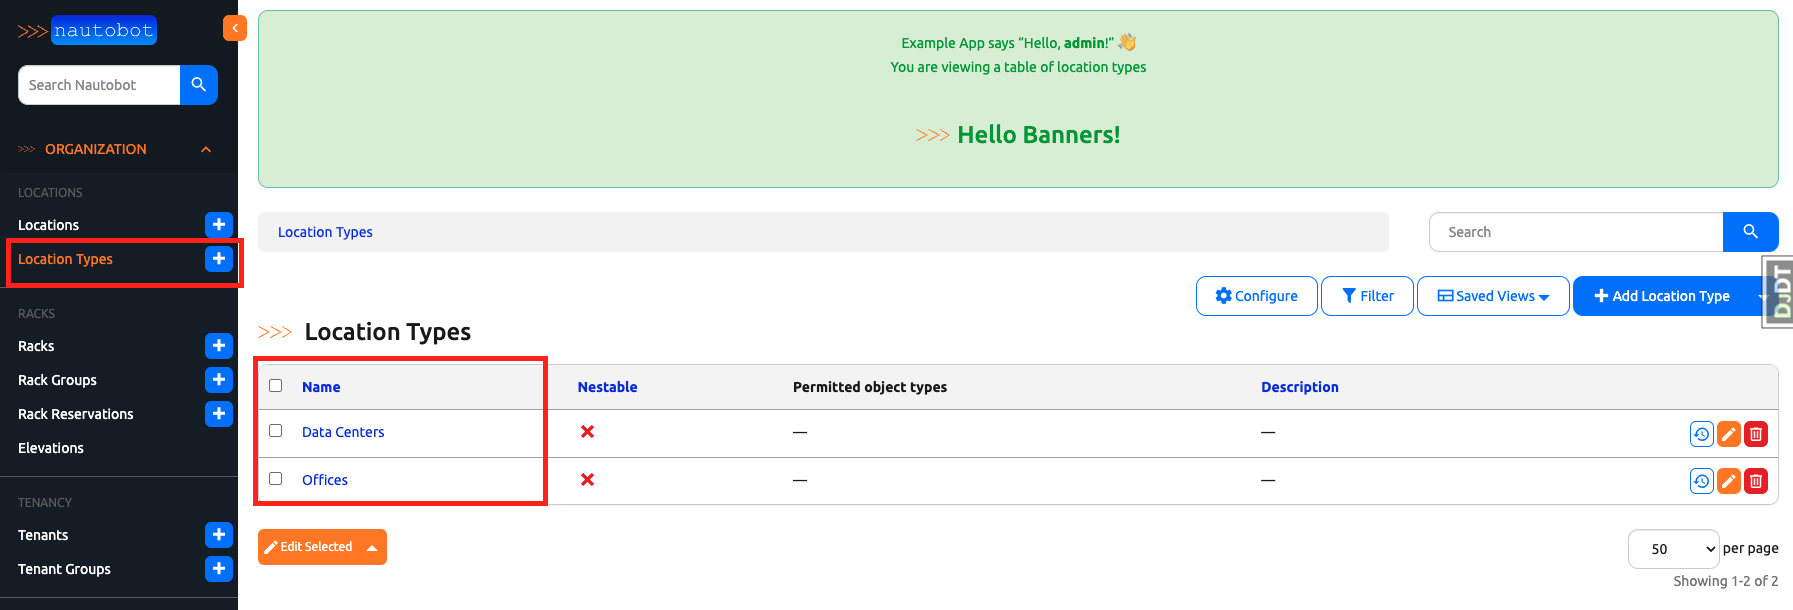 >>> nautobot
Search Nautobot
>>> ORGANIZATION
LOCATIONS
Locations
Location Types
RACKS
Racks
Rack Groups
Rack Reservations
Elevations
TENANCY
Tenants
Tenant Groups
Example App says “Hello, admin!” 👋
You are viewing a table of location types
>>> Hello Banners!
Location Types
Search
Configure Filter Saved Views Add Location Type
DJDT
>>> Location Types
Name Nestable Permitted object types Description
Data Centers — —
Offices — —
Edit Selected
50 per page
Showing 1-2 of 2